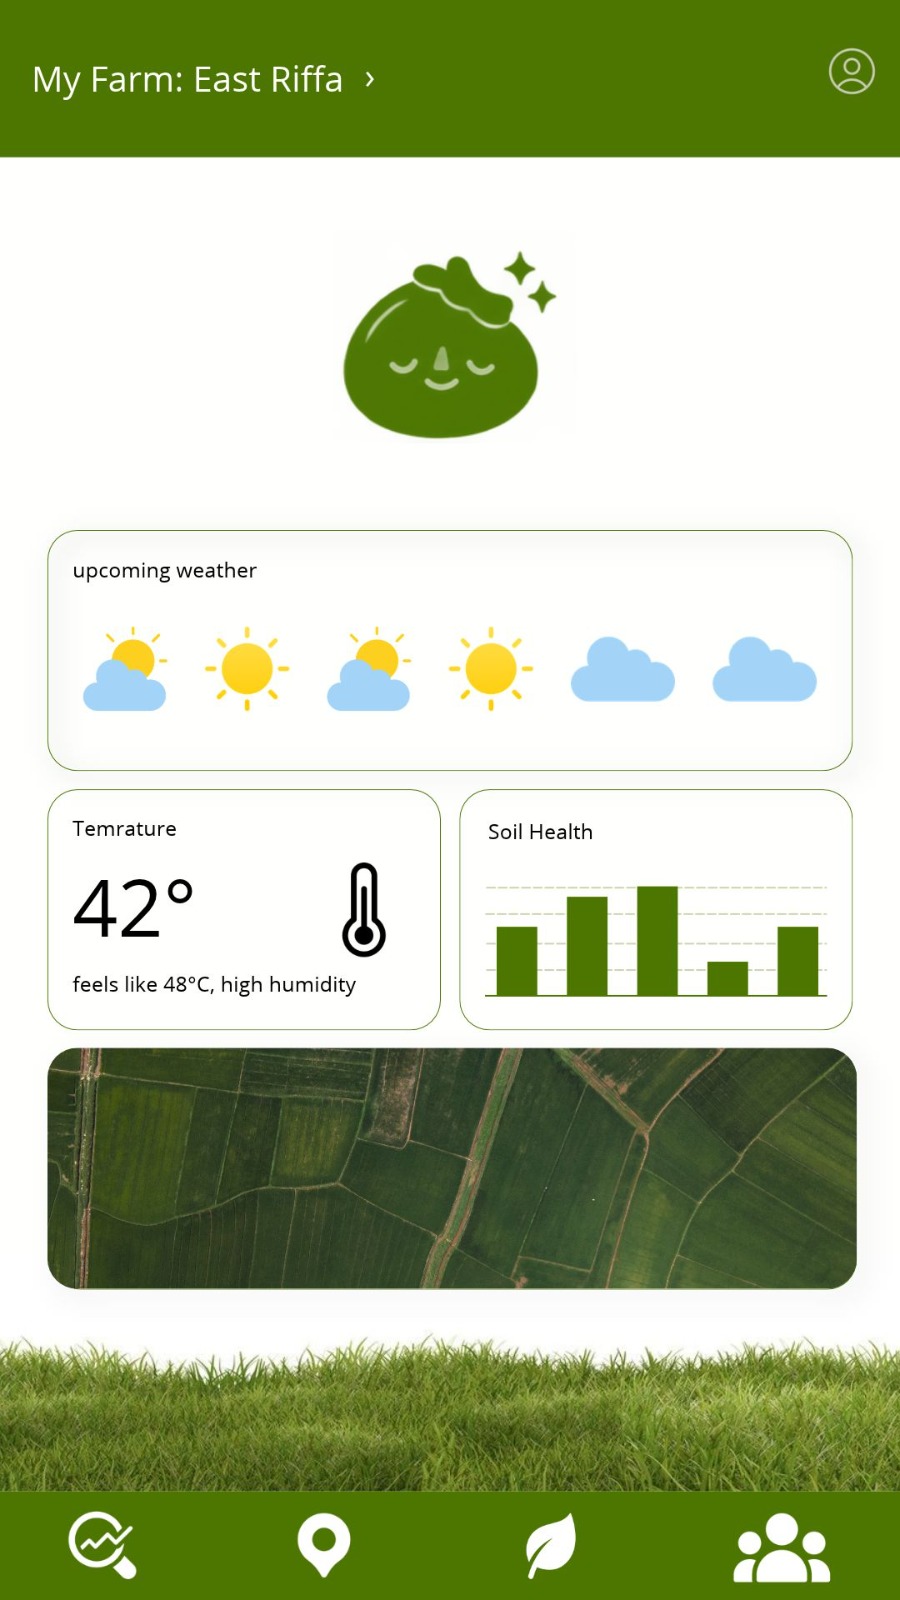 My Farm: East Riffa ›
upcoming weather
Temrature
42°
feels like 48°C, high humidity
Soil Health